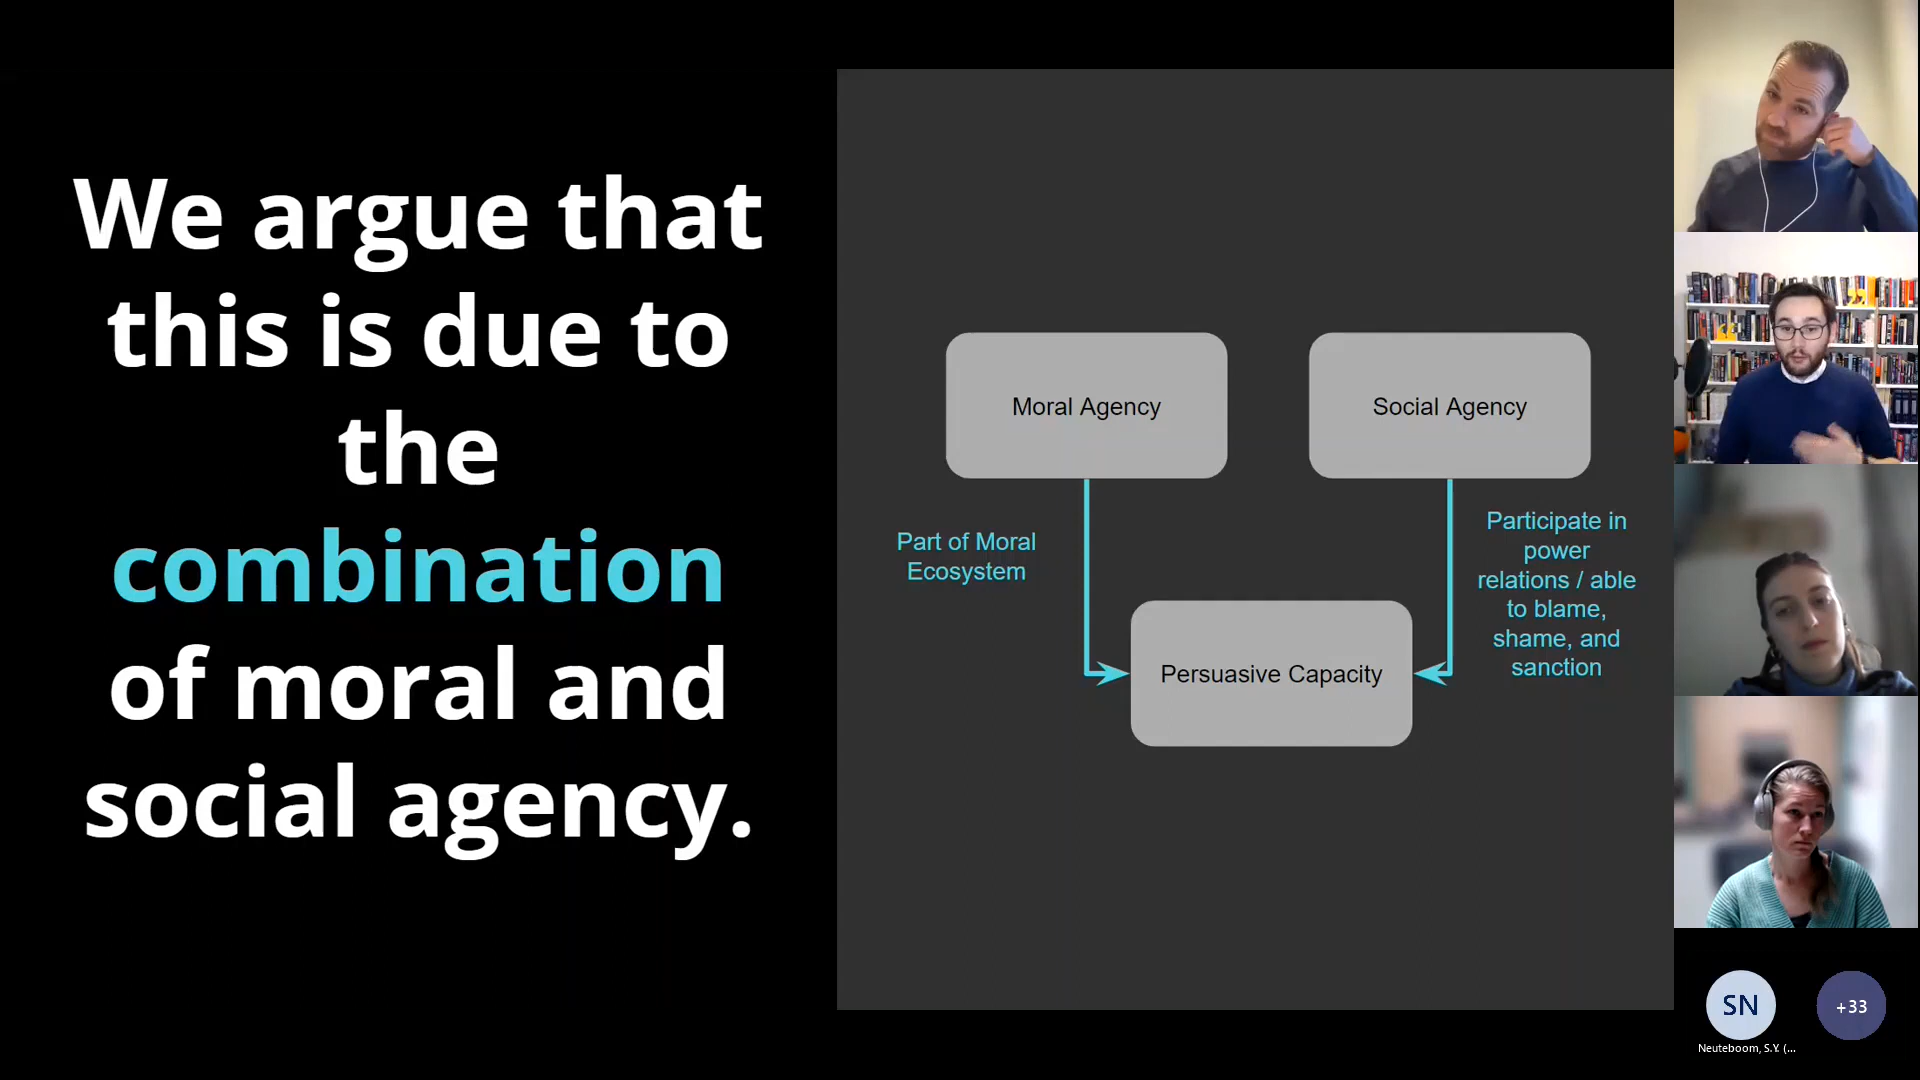 We argue that
this is due to
the
combination
of moral and
social agency.
Moral Agency
Social Agency
Part of Moral
Ecosystem
Participate in
power
relations / able
to blame,
shame, and
sanction
Persuasive Capacity
SN
+33
Neuteboom, S.Y. (...